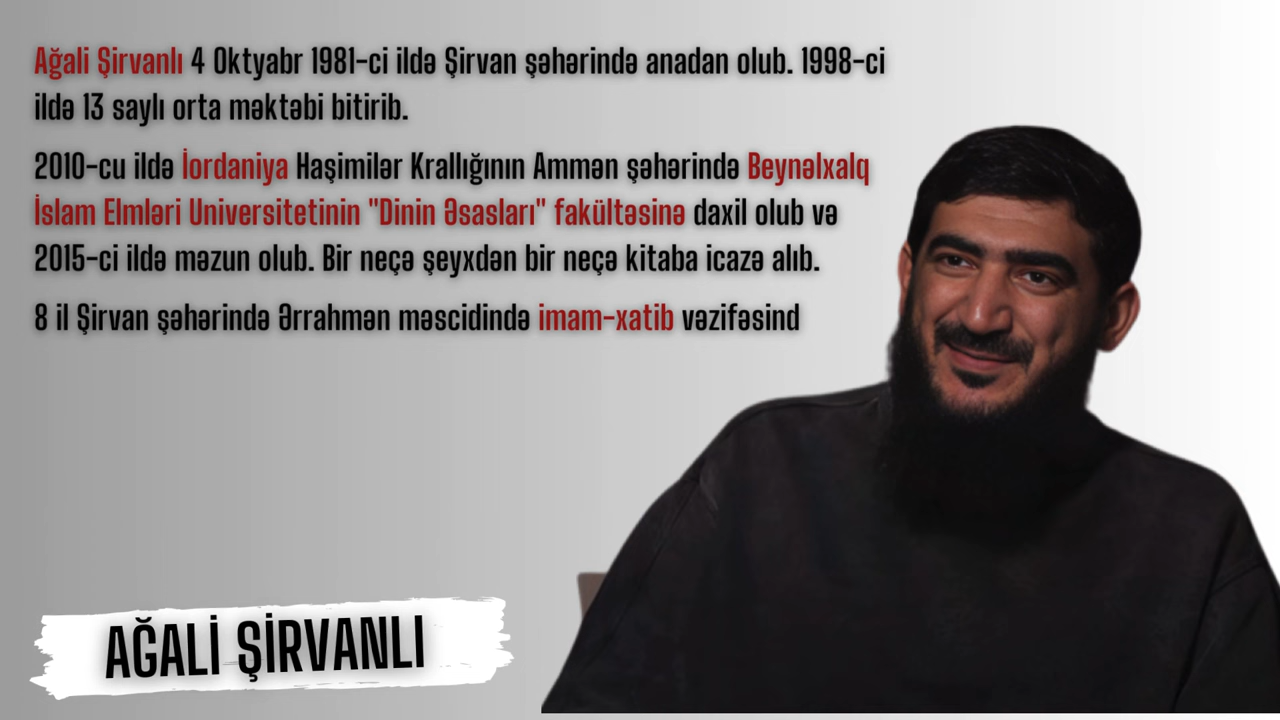 Ağali Şirvanlı 4 Oktyabr 1981-ci ildə Şirvan şəhərində anadan olub. 1998-ci
ildə 13 saylı orta məktəbi bitirib.
2010-cu ildə İordaniya Haşimilər Krallığının Ammən şəhərində Beynəlxalq
İslam Elmləri Universitetinin "Dinin Əsasları" fakültəsinə daxil olub və
2015-ci ildə məzun olub. Bir neçə şeyxdən bir neçə kitaba icazə alıb.
8 il Şirvan şəhərində Ərrahmən məscidində imam-xatib vəzifəsind
AĞALİ ŞİRVANLI